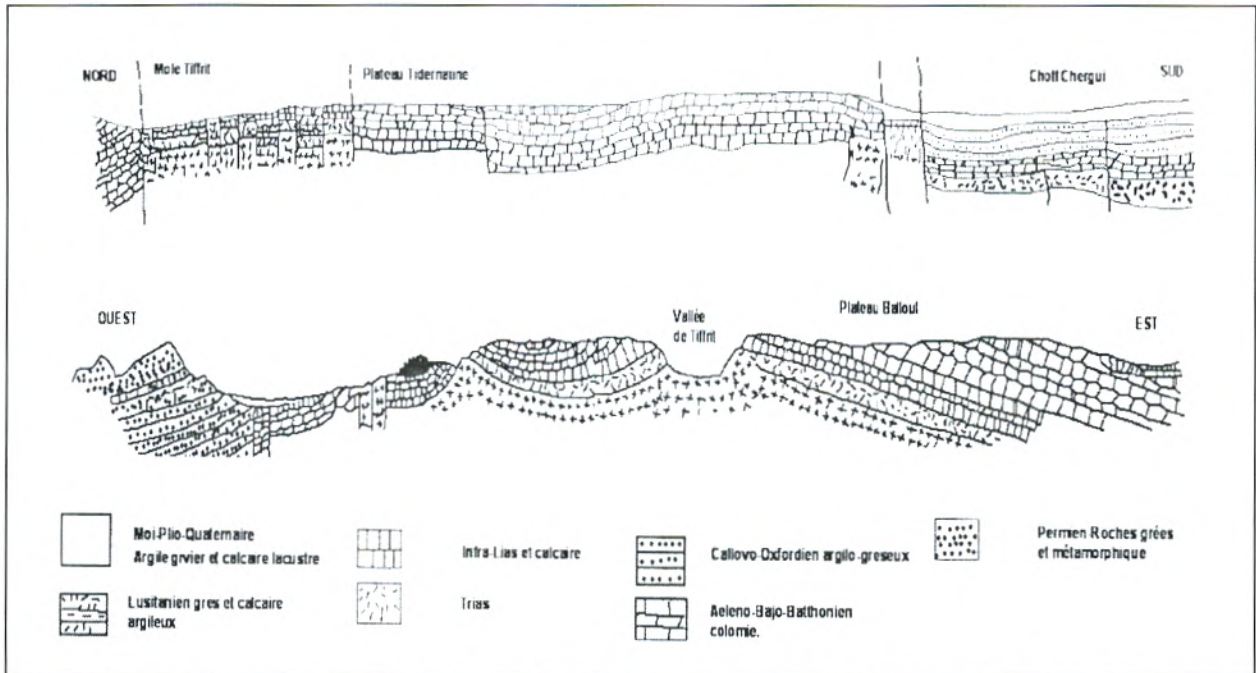 NORD
Mole Tiffrit
Plateau Tidernatine
Chott Chergui
SUD
OUEST
Vallée
de Tiffrit
Plateau Balloul
EST
Moi-Plio-Quaternaire
Argile grvier et calcaire lacustre
Lusitanien gres et calcaire
argileux
Infra-Lias et calcaire
Trias
Callovo-Oxfordien argilo-greseux
Aeleno-Bajo-Batthonien
colomie.
Permien Roches grées
et métamorphique